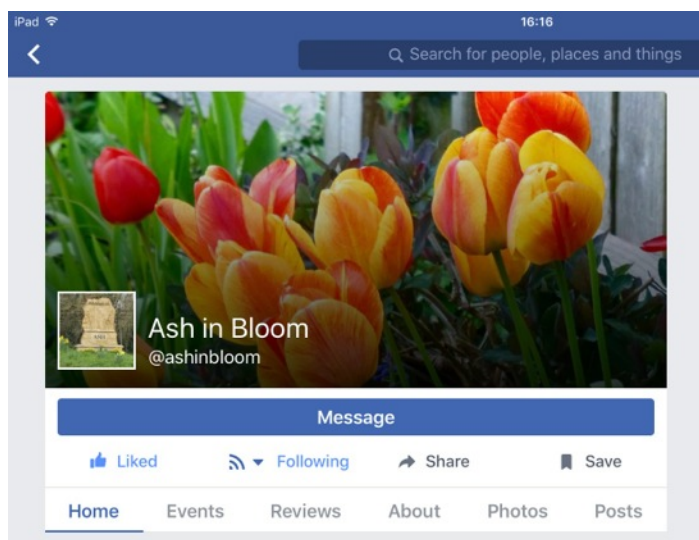 iPad 16:16
Search for people, places and things
Ash in Bloom
@ashinbloom
Message
Liked Following Share Save
Home Events Reviews About Photos Posts